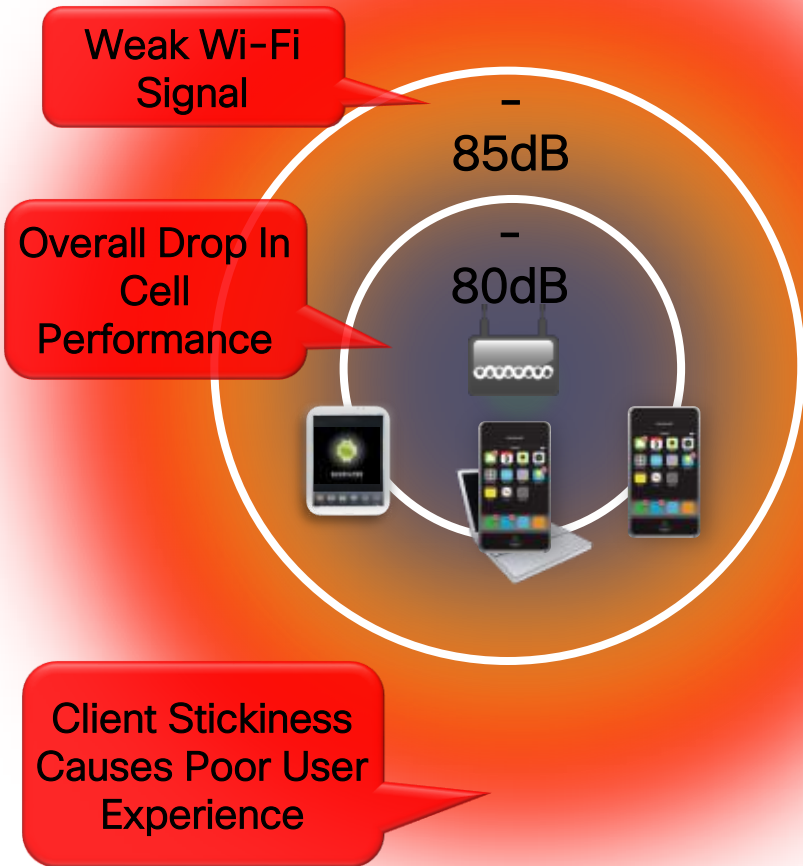 Weak Wi-Fi
Signal
-
85dB
Overall Drop In
Cell
Performance
-
80dB
Client Stickiness
Causes Poor User
Experience